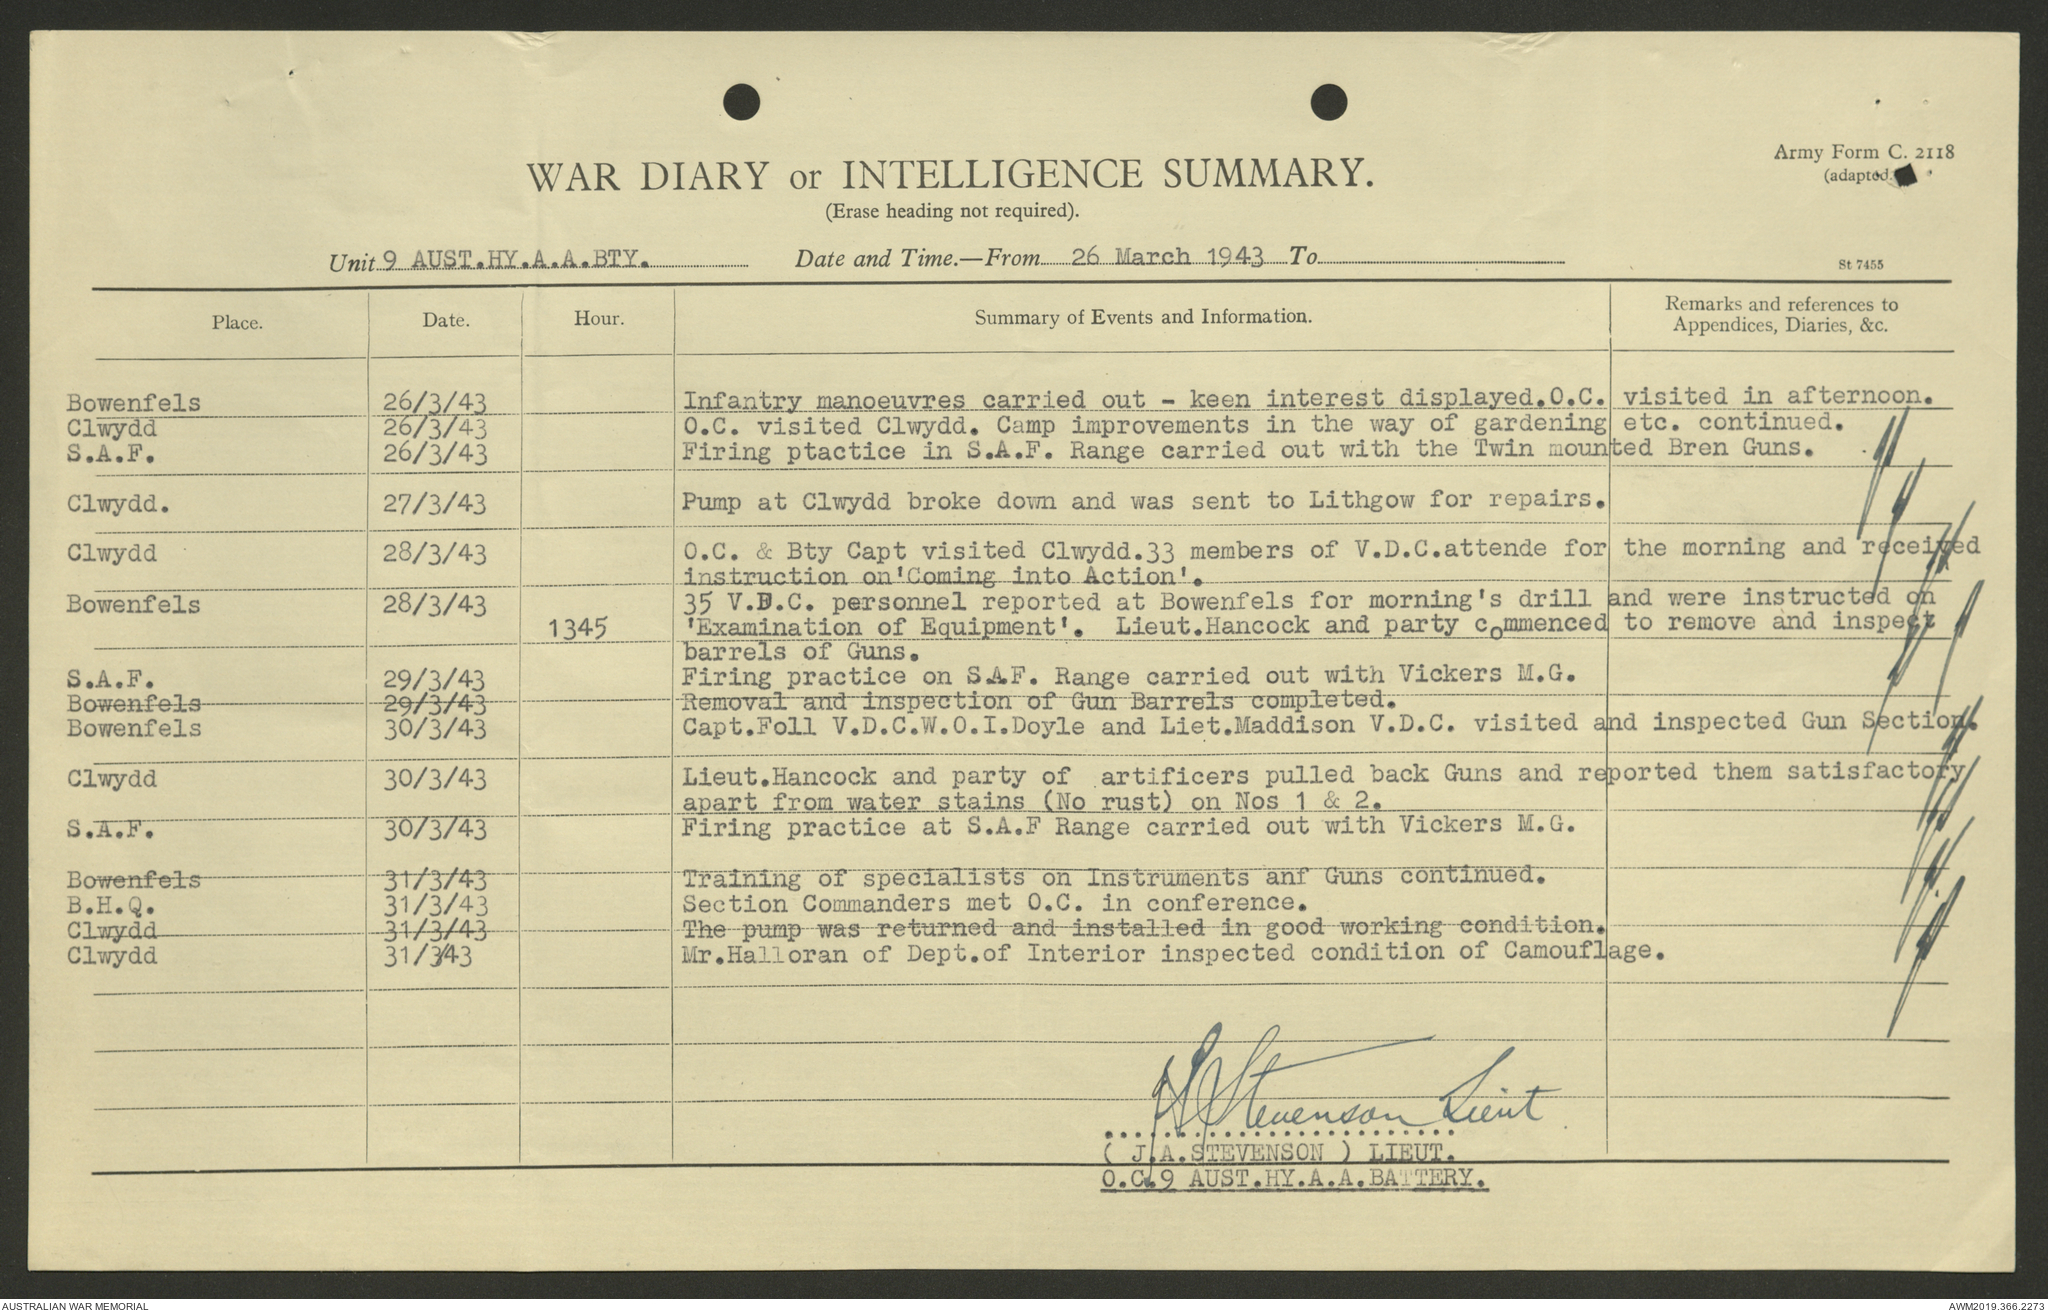 Army Form C. 2118
(adapted.)
WAR DIARY or INTELLIGENCE SUMMARY.
(Erase heading not required).
Unit 9 AUST.HY.A.A.BTY. Date and Time.—From 26 March 1943 To
St 7455
Place. Date. Hour. Summary of Events and Information. Remarks and references to
Appendices, Diaries, &c.
Bowenfels 26/3/43 Infantry manoeuvres carried out - keen interest displayed.O.C. visited in afternoon.
Clwydd 26/3/43 O.C. visited Clwydd. Camp improvements in the way of gardening etc. continued.
S.A.F. 26/3/43 Firing ptactice in S.A.F. Range carried out with the Twin mounted Bren Guns.
Clwydd. 27/3/43 Pump at Clwydd broke down and was sent to Lithgow for repairs.
Clwydd 28/3/43 O.C. & Bty Capt visited Clwydd.33 members of V.D.C.attende for the morning and received
instruction on'Coming into Action'.
Bowenfels 28/3/43 35 V.D.C. personnel reported at Bowenfels for morning's drill and were instructed on
1345 'Examination of Equipment'. Lieut.Hancock and party commenced to remove and inspect
barrels of Guns.
S.A.F. 29/3/43 Firing practice on S.A.F. Range carried out with Vickers M.G.
Bowenfels 29/3/43 Removal and inspection of Gun Barrels completed.
Bowenfels 30/3/43 Capt.Foll V.D.C.W.O.I.Doyle and Liet.Maddison V.D.C. visited and inspected Gun Section.
Clwydd 30/3/43 Lieut.Hancock and party of artificers pulled back Guns and reported them satisfactory
apart from water stains (No rust) on Nos 1 & 2.
S.A.F. 30/3/43 Firing practice at S.A.F Range carried out with Vickers M.G.
Bowenfels 31/3/43 Training of specialists on Instruments anf Guns continued.
B.H.Q. 31/3/43 Section Commanders met O.C. in conference.
Clwydd 31/3/43 The pump was returned and installed in good working condition.
Clwydd 31/3/43 Mr.Halloran of Dept.of Interior inspected condition of Camouflage.
Stevenson Lieut
( J.A.STEVENSON ) LIEUT.
O.C.9 AUST.HY.A.A.BATTERY.
AUSTRALIAN WAR MEMORIAL
AWM2019.366.2273